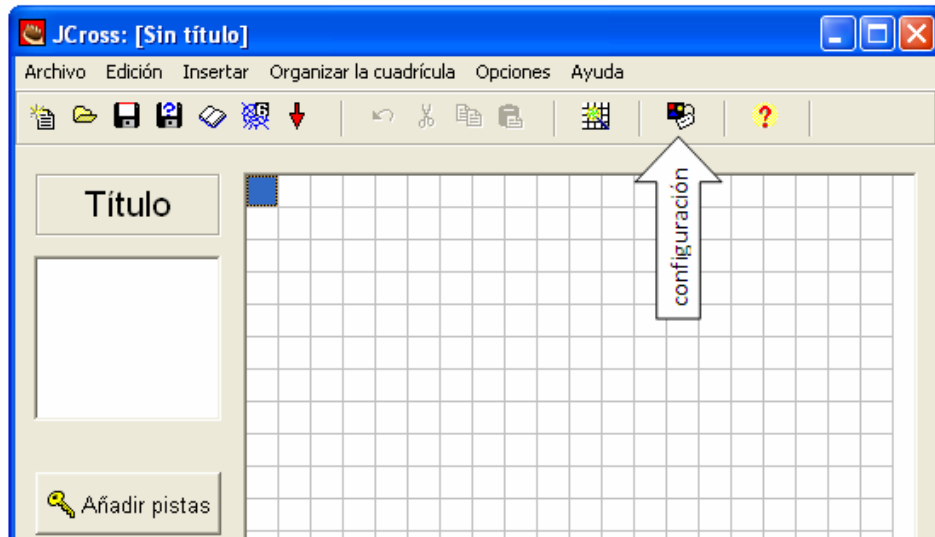 JCross: [Sin título]
Archivo Edición Insertar Organizar la cuadrícula Opciones Ayuda
configuración
Título
Añadir pistas